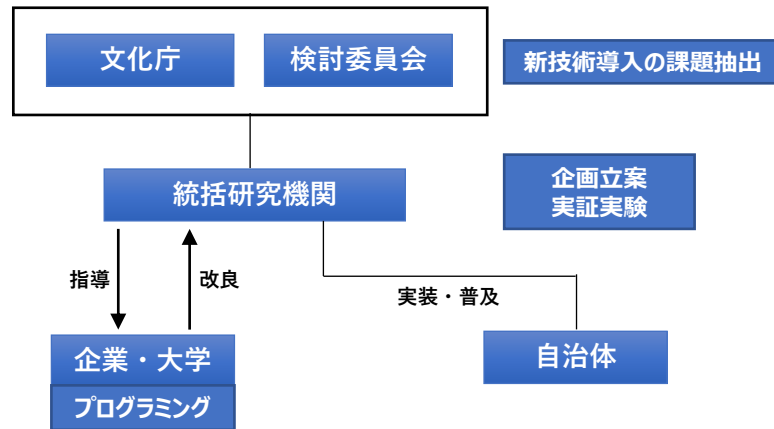 文化庁
検討委員会
新技術導入の課題抽出
統括研究機関
企画立案
実証実験
指導
改良
実装・普及
企業・大学
プログラミング
自治体